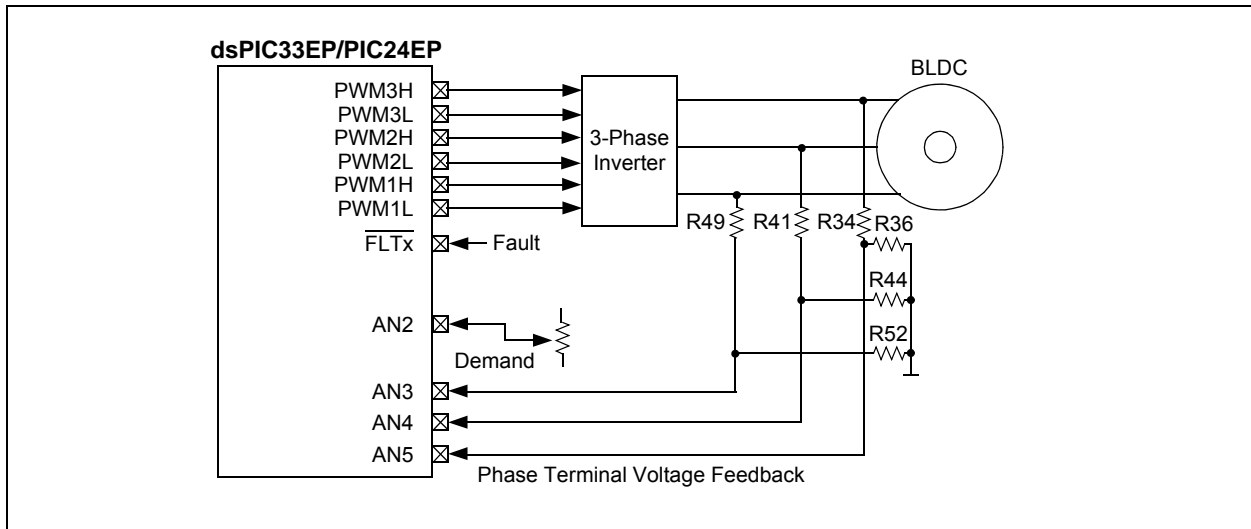 dsPIC33EP/PIC24EP
BLDC
PWM3H
PWM3L
PWM2H
PWM2L
PWM1H
PWM1L
3-Phase
Inverter
R49
R41
R34
R36
FLTx
Fault
R44
R52
AN2
Demand
AN3
AN4
AN5
Phase Terminal Voltage Feedback